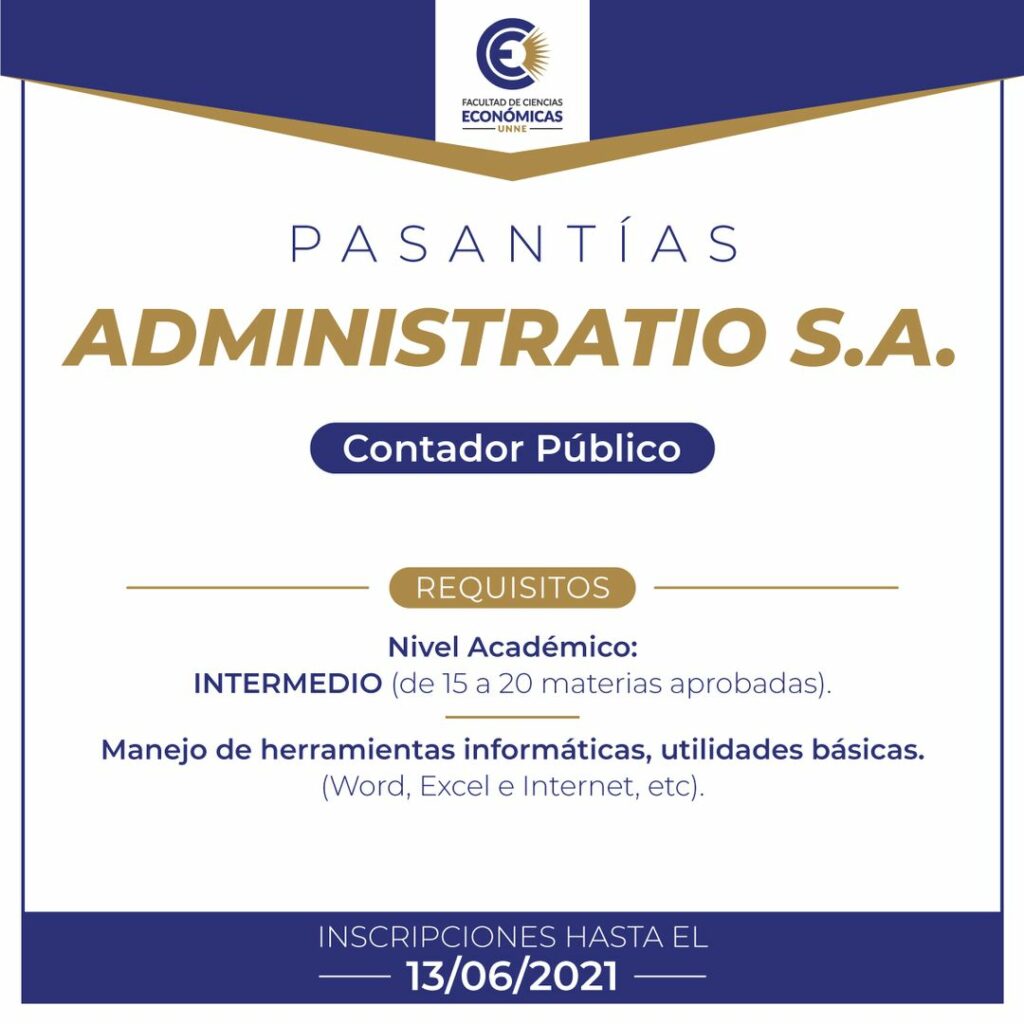 FACULTAD DE CIENCIAS
ECONÓMICAS
UNNE
PASANTÍAS
ADMINISTRATIO S.A.
Contador Público
REQUISITOS
Nivel Académico:
INTERMEDIO (de 15 a 20 materias aprobadas).
Manejo de herramientas informáticas, utilidades básicas.
(Word, Excel e Internet, etc).
INSCRIPCIONES HASTA EL
13/06/2021